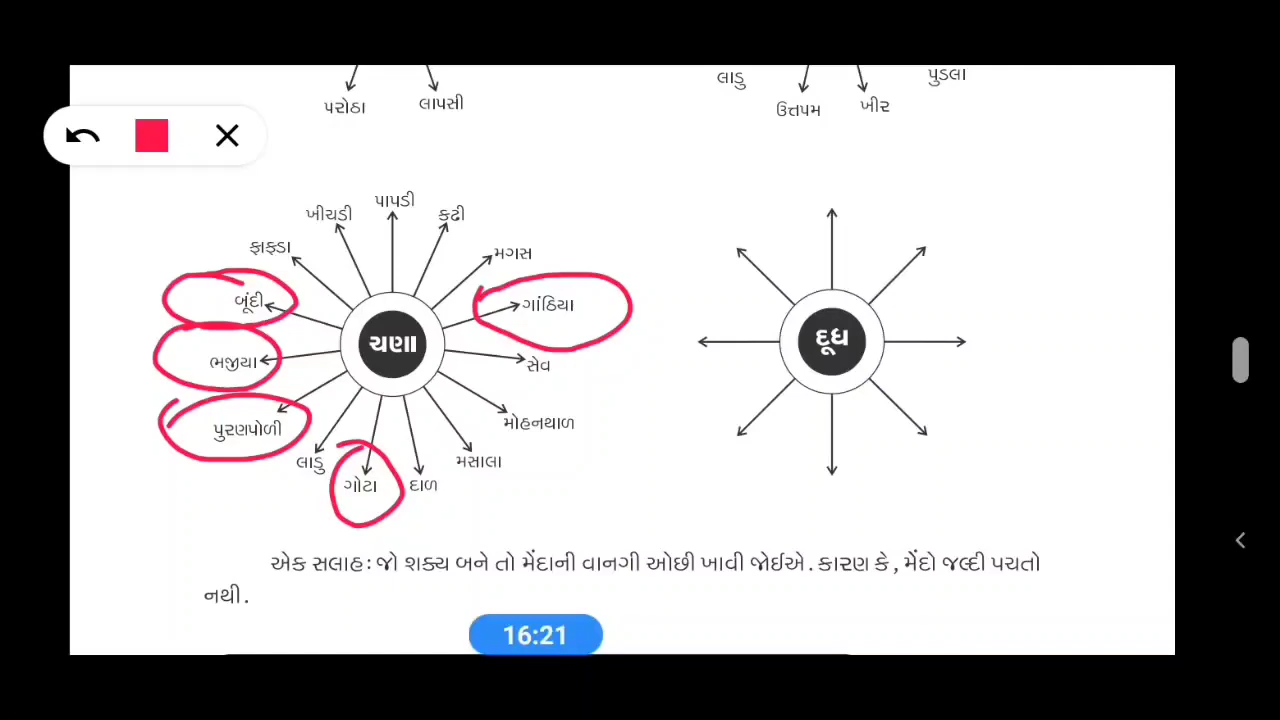 લાડુ
પુડલા
પરોઠા
લાપસી
ઉત્તપમ
ખીર
પાપડી
ખીચડી
કઢી
ફાફડા
મગસ
બૂંદી
ગાંઠિયા
ચણા
દૂધ
ભજીયા
સેવ
પુરણપોળી
મોહનથાળ
લાડુ
મસાલા
ગોટા
દાળ
એક સલાહઃ જો શક્ય બને તો મેંદાની વાનગી ઓછી ખાવી જોઈએ. કારણ કે, મેંદો જલ્દી પચતો
નથી.
16:21